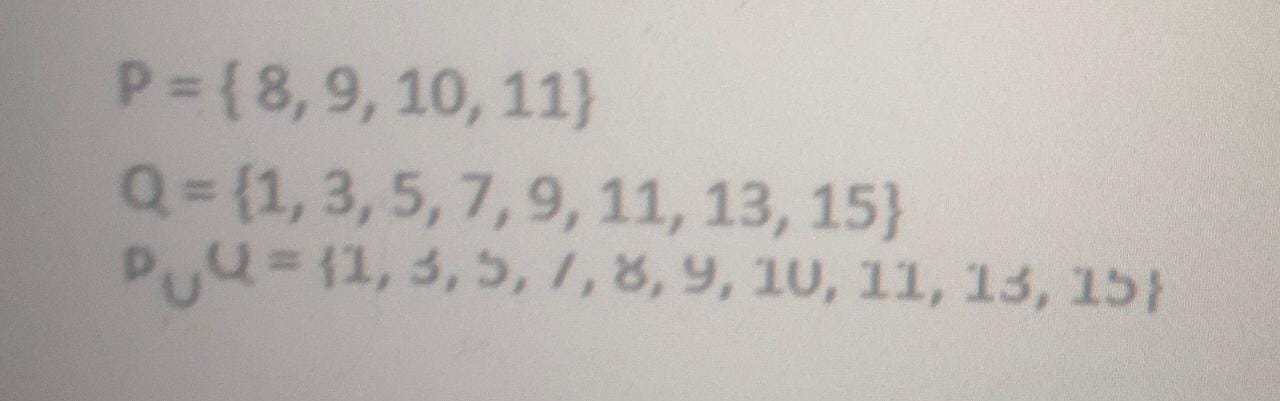 P = { 8, 9, 10, 11}
Q = {1, 3, 5, 7, 9, 11, 13, 15}
P∪Q = {1, 3, 5, 7, 8, 9, 10, 11, 13, 15}